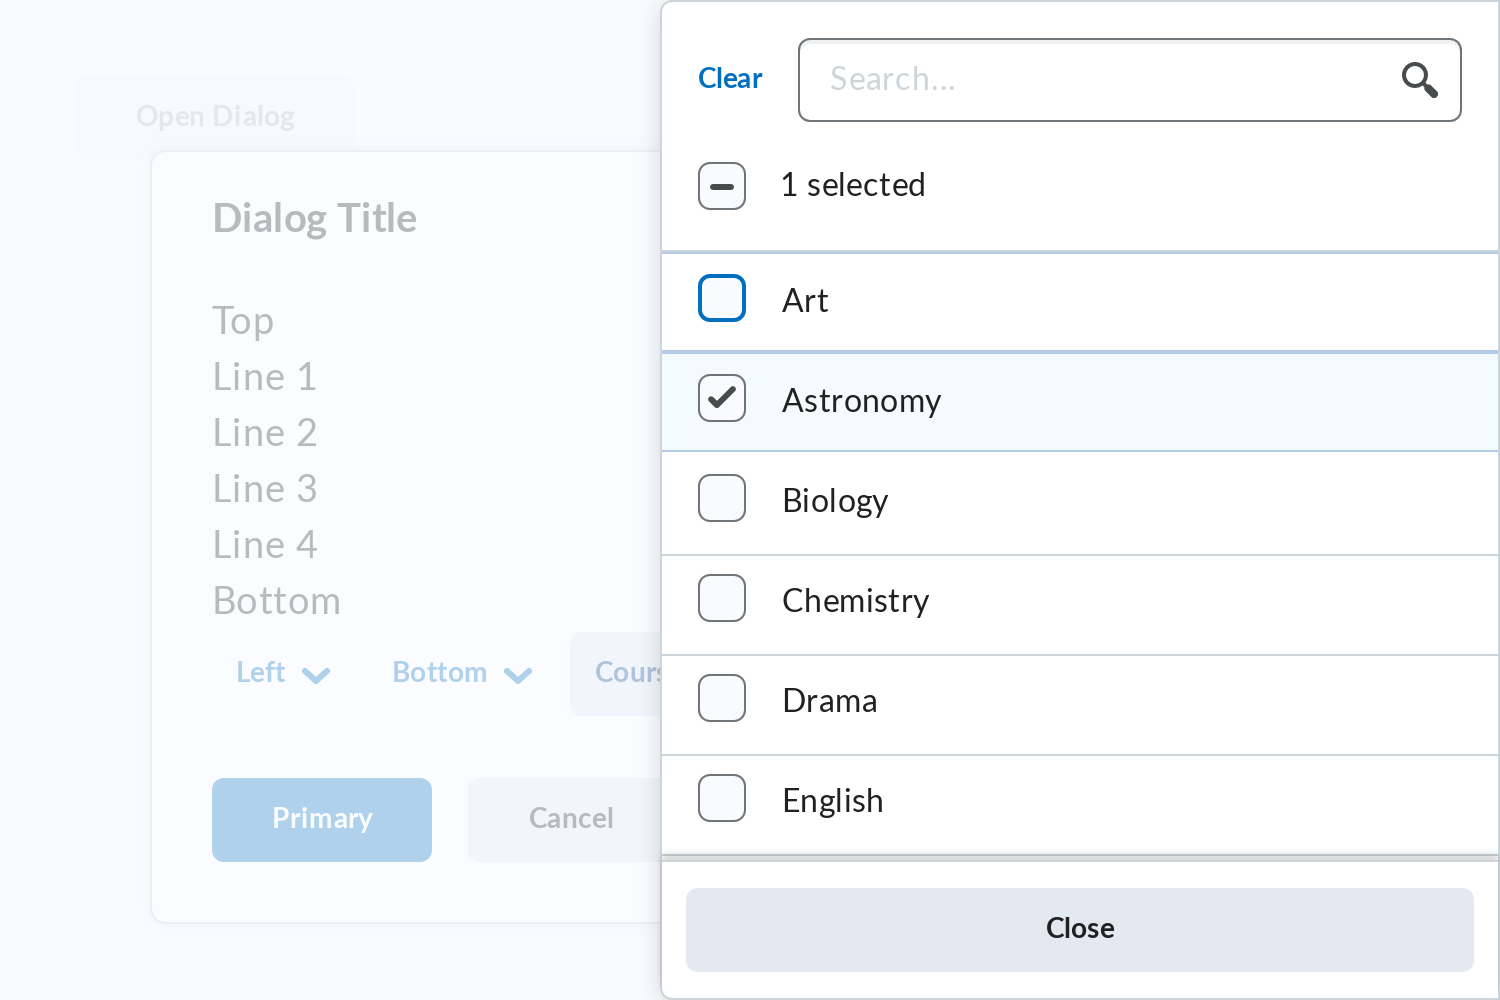 Open Dialog
Dialog Title
Top
Line 1
Line 2
Line 3
Line 4
Bottom
Left
Bottom
Primary
Cancel
Clear
Search...
1 selected
Art
Astronomy
Biology
Chemistry
Drama
English
Close